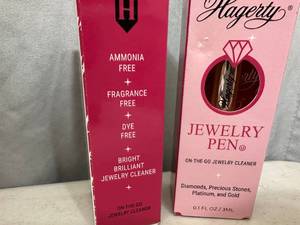 H
AMMONIA
FREE
FRAGRANCE
FREE
DYE
FREE
BRIGHT
BRILLIANT
JEWELRY CLEANER
ON-THE-GO
JEWELRY CLEANER
Hagerty
Hagerty
JEWELRY
PEN
ON-THE-GO JEWELRY CLEANER
Diamonds, Precious Stones,
Platinum, and Gold
0.1 FL OZ / 3ML